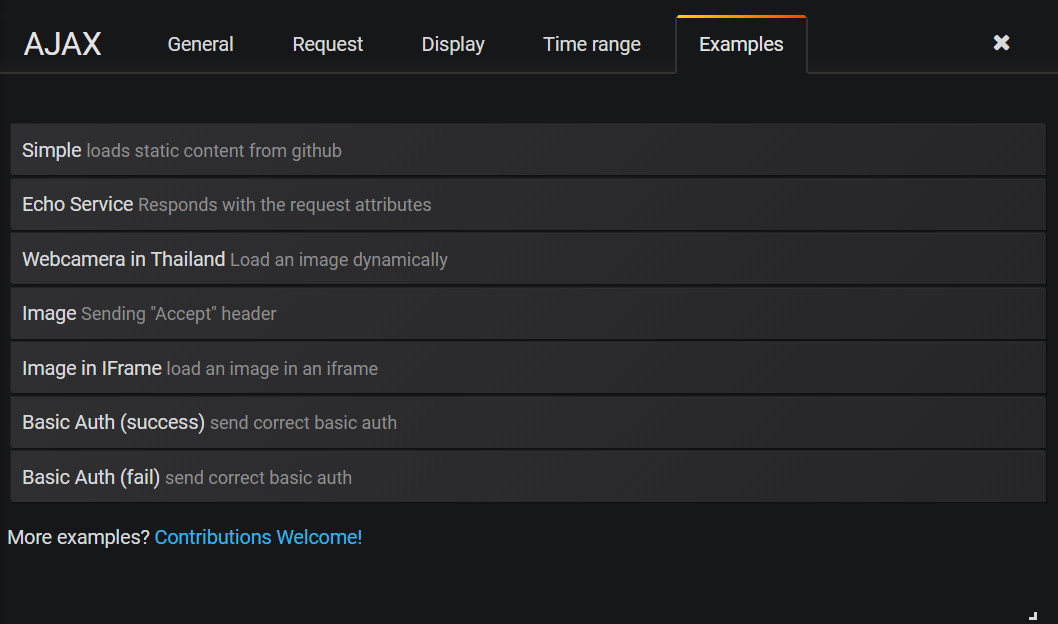 AJAX General Request Display Time range Examples
Simple loads static content from github
Echo Service Responds with the request attributes
Webcamera in Thailand Load an image dynamically
Image Sending "Accept" header
Image in IFrame load an image in an iframe
Basic Auth (success) send correct basic auth
Basic Auth (fail) send correct basic auth
More examples? Contributions Welcome!